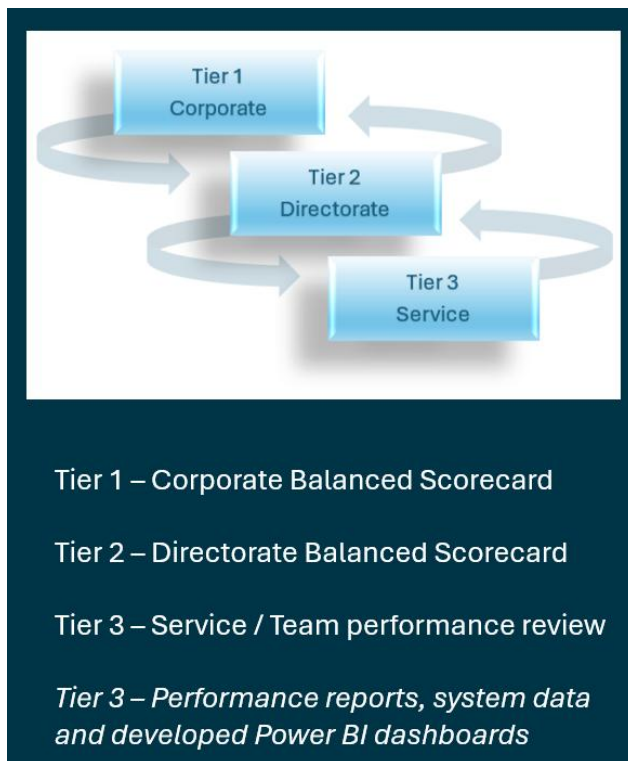 Tier 1
Corporate
Tier 2
Directorate
Tier 3
Service
Tier 1 – Corporate Balanced Scorecard
Tier 2 – Directorate Balanced Scorecard
Tier 3 – Service / Team performance review
Tier 3 – Performance reports, system data
and developed Power BI dashboards